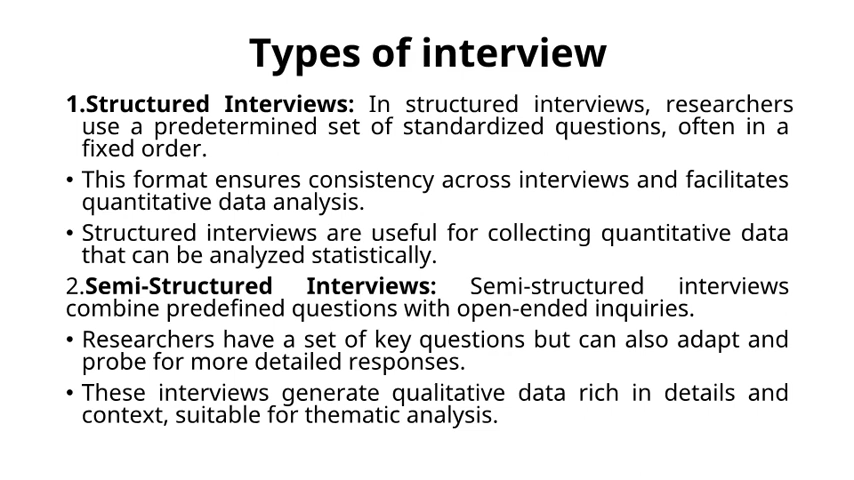 Types of interview
1.Structured Interviews: In structured interviews, researchers
use a predetermined set of standardized questions, often in a
fixed order.
• This format ensures consistency across interviews and facilitates
quantitative data analysis.
• Structured interviews are useful for collecting quantitative data
that can be analyzed statistically.
2.Semi-Structured Interviews: Semi-structured interviews
combine predefined questions with open-ended inquiries.
• Researchers have a set of key questions but can also adapt and
probe for more detailed responses.
• These interviews generate qualitative data rich in details and
context, suitable for thematic analysis.